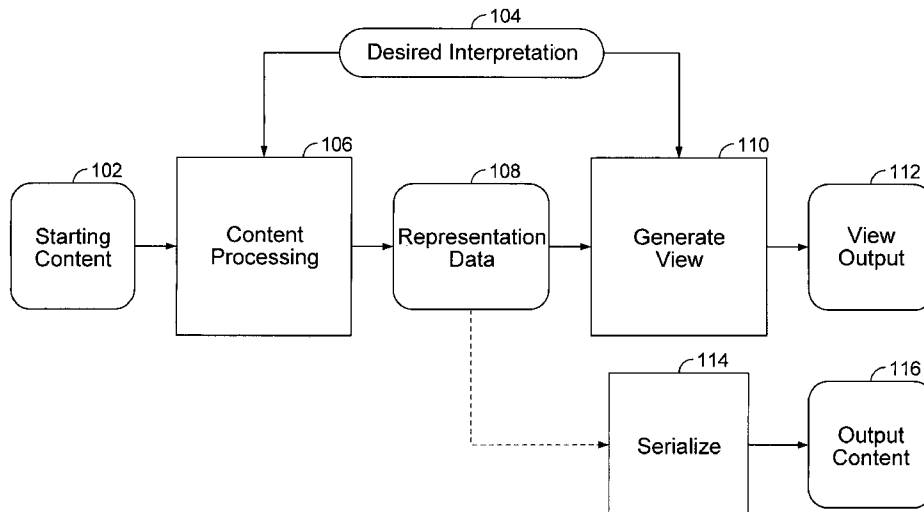 104
Desired Interpretation
102
Starting
Content
106
Content
Processing
108
Representation
Data
110
Generate
View
112
View
Output
114
Serialize
116
Output
Content